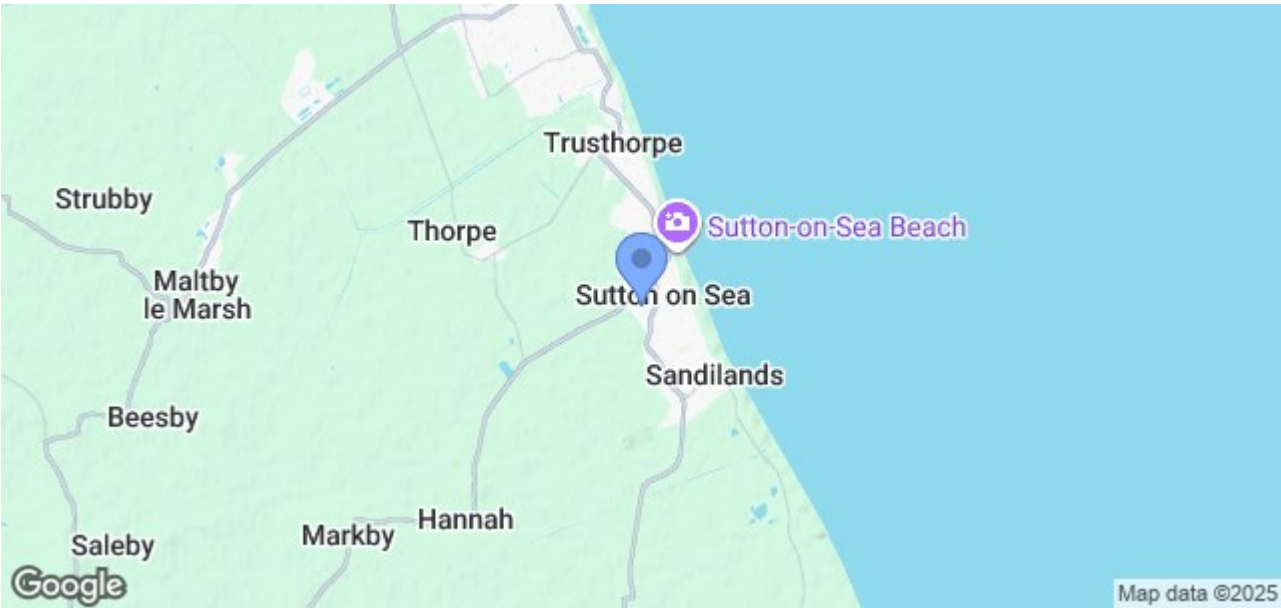 Trusthorpe
Strubby
Sutton-on-Sea Beach
Thorpe
Maltby
le Marsh
Sutton on Sea
Sandilands
Beesby
Hannah
Markby
Saleby
Google
Map data ©2025